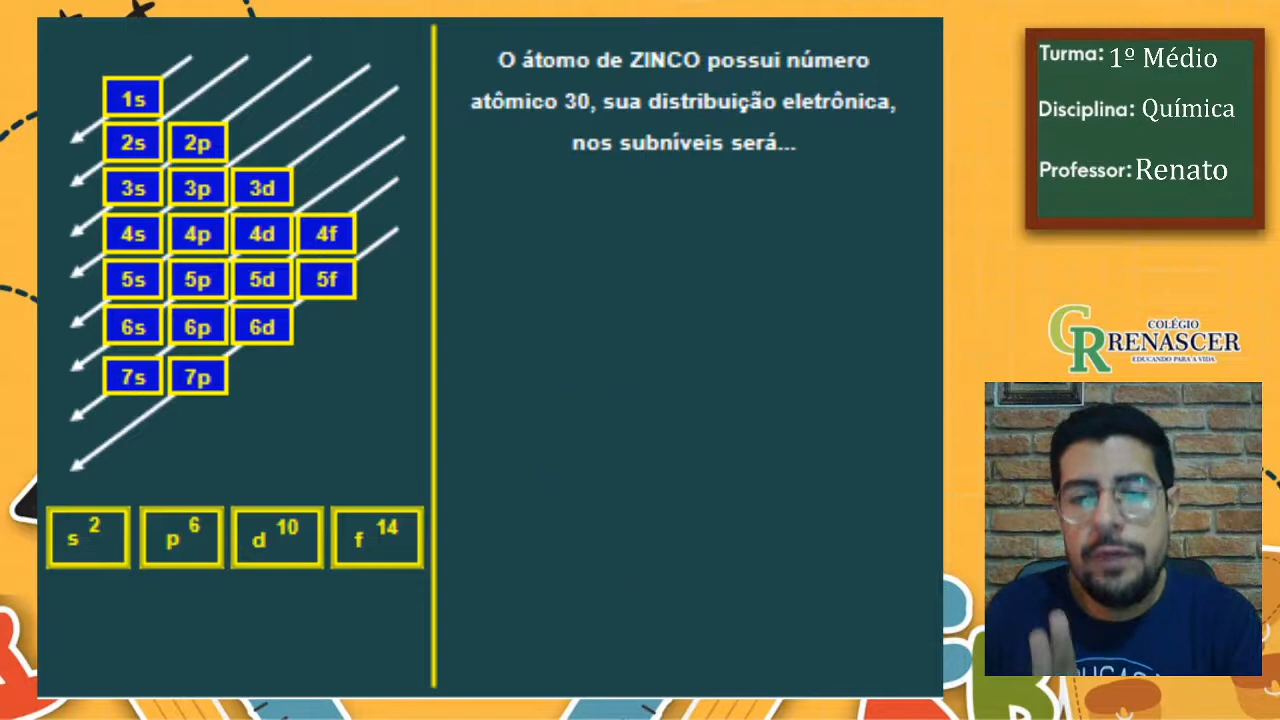 1s
2s 2p
3s 3p 3d
4s 4p 4d 4f
5s 5p 5d 5f
6s 6p 6d
7s 7p
s 2 p 6 d 10 f 14
O átomo de ZINCO possui número
atômico 30, sua distribuição eletrônica,
nos subníveis será...
Turma: 1º Médio
Disciplina: Química
Professor: Renato
CR
COLÉGIO
RENASCER
EDUCANDO PARA A VIDA